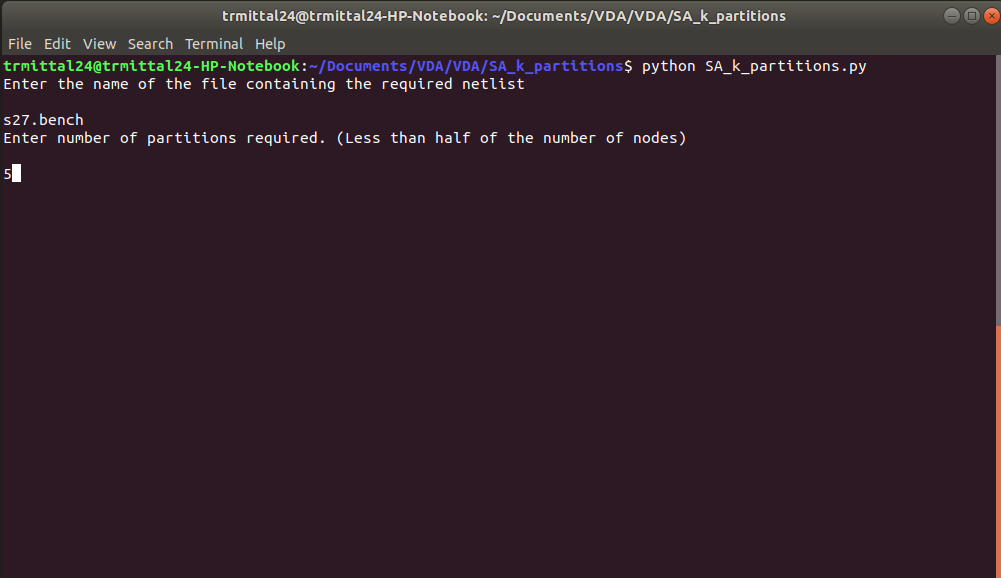 trmittal24@trmittal24-HP-Notebook: ~/Documents/VDA/VDA/SA_k_partitions
File Edit View Search Terminal Help
trmittal24@trmittal24-HP-Notebook:~/Documents/VDA/VDA/SA_k_partitions$ python SA_k_partitions.py
Enter the name of the file containing the required netlist
s27.bench
Enter number of partitions required. (Less than half of the number of nodes)
5